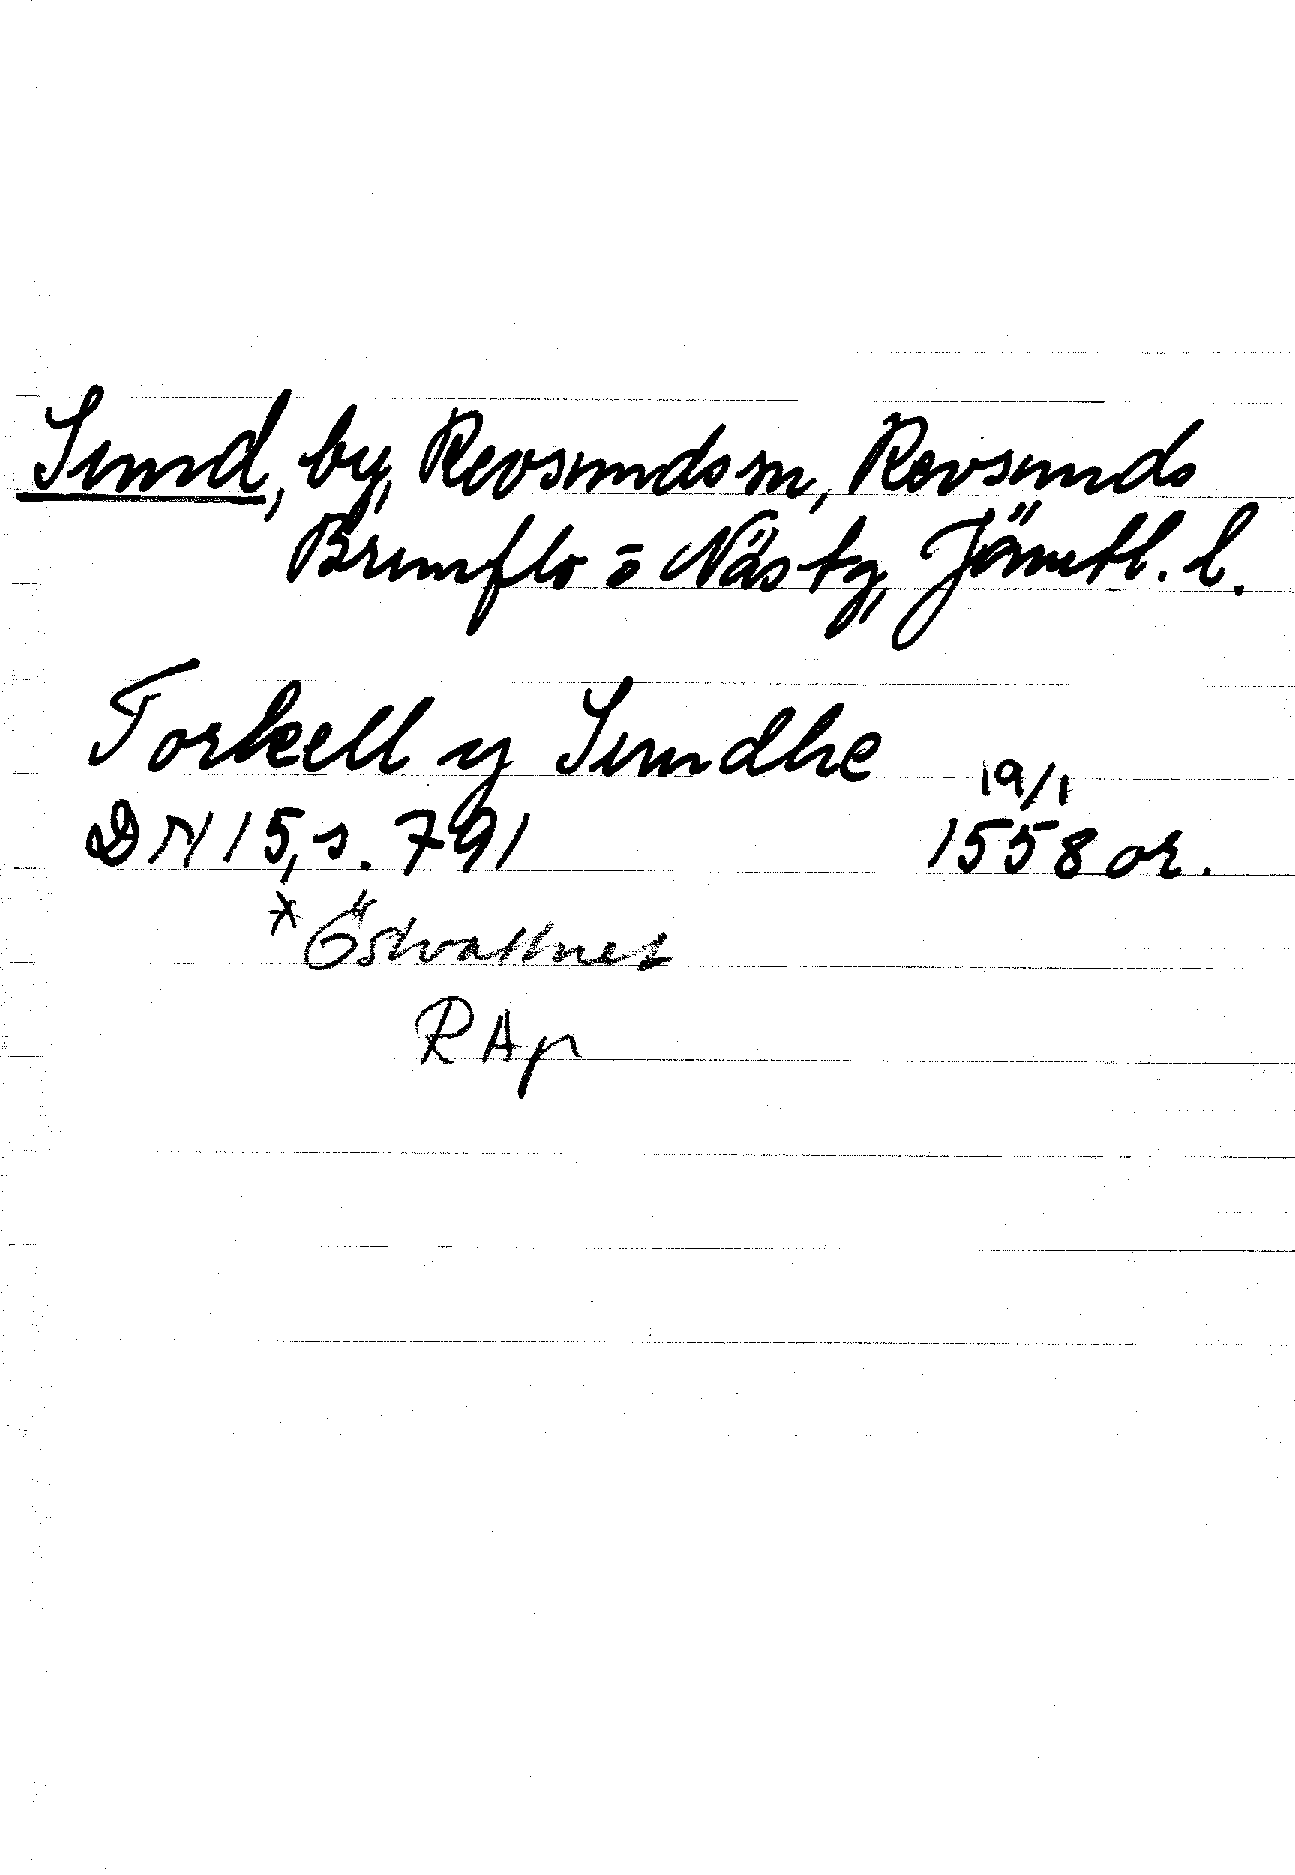 Sund, by, Revsunds sn, Revsunds
Brunflo o Näs tg, Jämtl. l.
Torkell y Sundhe
19/1
DN 15, s. 791 1558 or.
* Östvattnet
RAp